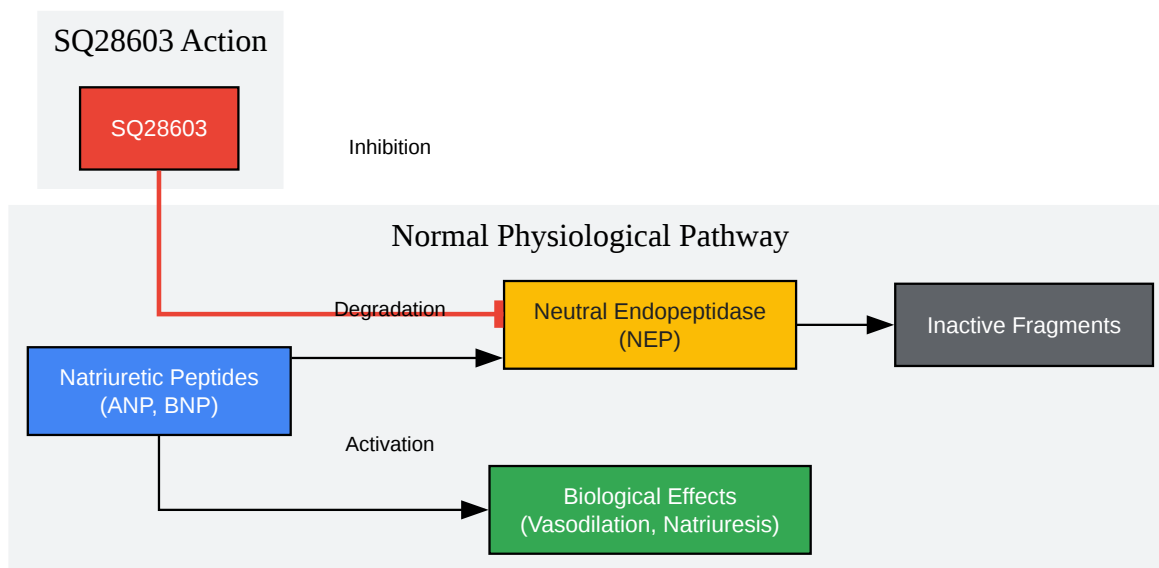 SQ28603 Action
SQ28603
Inhibition
Normal Physiological Pathway
Degradation
Neutral Endopeptidase
(NEP)
Inactive Fragments
Natriuretic Peptides
(ANP, BNP)
Activation
Biological Effects
(Vasodilation, Natriuresis)